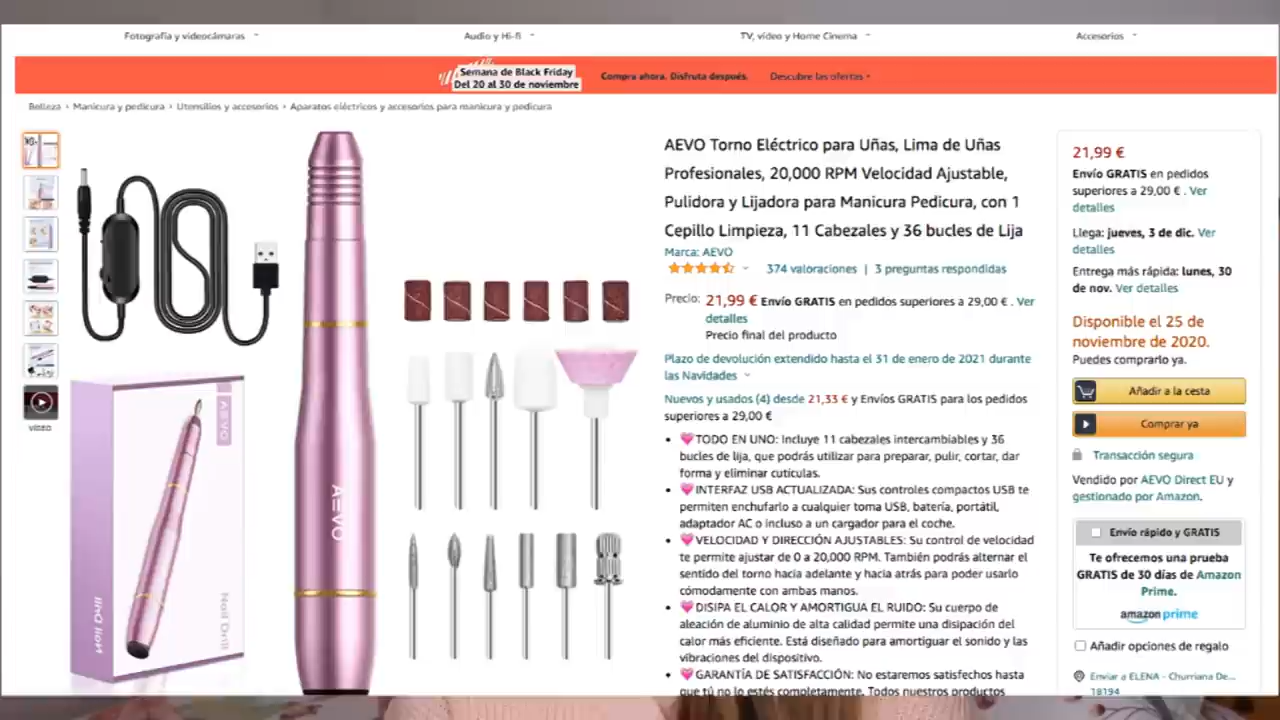 Fotografía y videocámaras
Audio y Hi-fi
TV, vídeo y Home Cinema
Accesorios
Semana de Black Friday
Del 20 al 30 de noviembre
Compra ahora. Disfruta después.
Descubre las ofertas
Belleza › Manicura y pedicura › Utensilios y accesorios › Aparatos eléctricos y accesorios para manicura y pedicura
VÍDEO
AEVO
Nail Drill
Nail Drill
AEVO
AEVO Torno Eléctrico para Uñas, Lima de Uñas
Profesionales, 20,000 RPM Velocidad Ajustable,
Pulidora y Lijadora para Manicura Pedicura, con 1
Cepillo Limpieza, 11 Cabezales y 36 bucles de Lija
Marca: AEVO
374 valoraciones | 3 preguntas respondidas
Precio: 21,99 € Envío GRATIS en pedidos superiores a 29,00 € . Ver
detalles
Precio final del producto
Plazo de devolución extendido hasta el 31 de enero de 2021 durante
las Navidades
Nuevos y usados (4) desde 21,33 € y Envíos GRATIS para los pedidos
superiores a 29,00 €
• 💗TODO EN UNO: Incluye 11 cabezales intercambiables y 36
bucles de lija, que podrás utilizar para preparar, pulir, cortar, dar
forma y eliminar cutículas.
• 💗INTERFAZ USB ACTUALIZADA: Sus controles compactos USB te
permiten enchufarlo a cualquier toma USB, batería, portátil,
adaptador AC o incluso a un cargador para el coche.
• 💗VELOCIDAD Y DIRECCIÓN AJUSTABLES: Su control de velocidad
te permite ajustar de 0 a 20,000 RPM. También podrás alternar el
sentido del torno hacia adelante y hacia atrás para poder usarlo
cómodamente con ambas manos.
• 💗DISIPA EL CALOR Y AMORTIGUA EL RUIDO: Su cuerpo de
aleación de aluminio de alta calidad permite una disipación del
calor más eficiente. Está diseñado para amortiguar el sonido y las
vibraciones del dispositivo.
• 💗GARANTÍA DE SATISFACCIÓN: No estaremos satisfechos hasta
que tú no lo estés completamente. Todos nuestros productos
21,99 €
Envío GRATIS en pedidos
superiores a 29,00 € . Ver
detalles
Llega: jueves, 3 de dic. Ver
detalles
Entrega más rápida: lunes, 30
de nov. Ver detalles
Disponible el 25 de
noviembre de 2020.
Puedes comprarlo ya.
Añadir a la cesta
Comprar ya
Transacción segura
Vendido por AEVO Direct EU y
gestionado por Amazon.
Envío rápido y GRATIS
Te ofrecemos una prueba
GRATIS de 30 días de Amazon
Prime.
amazon prime
Añadir opciones de regalo
Enviar a ELENA - Churriana De...
18194